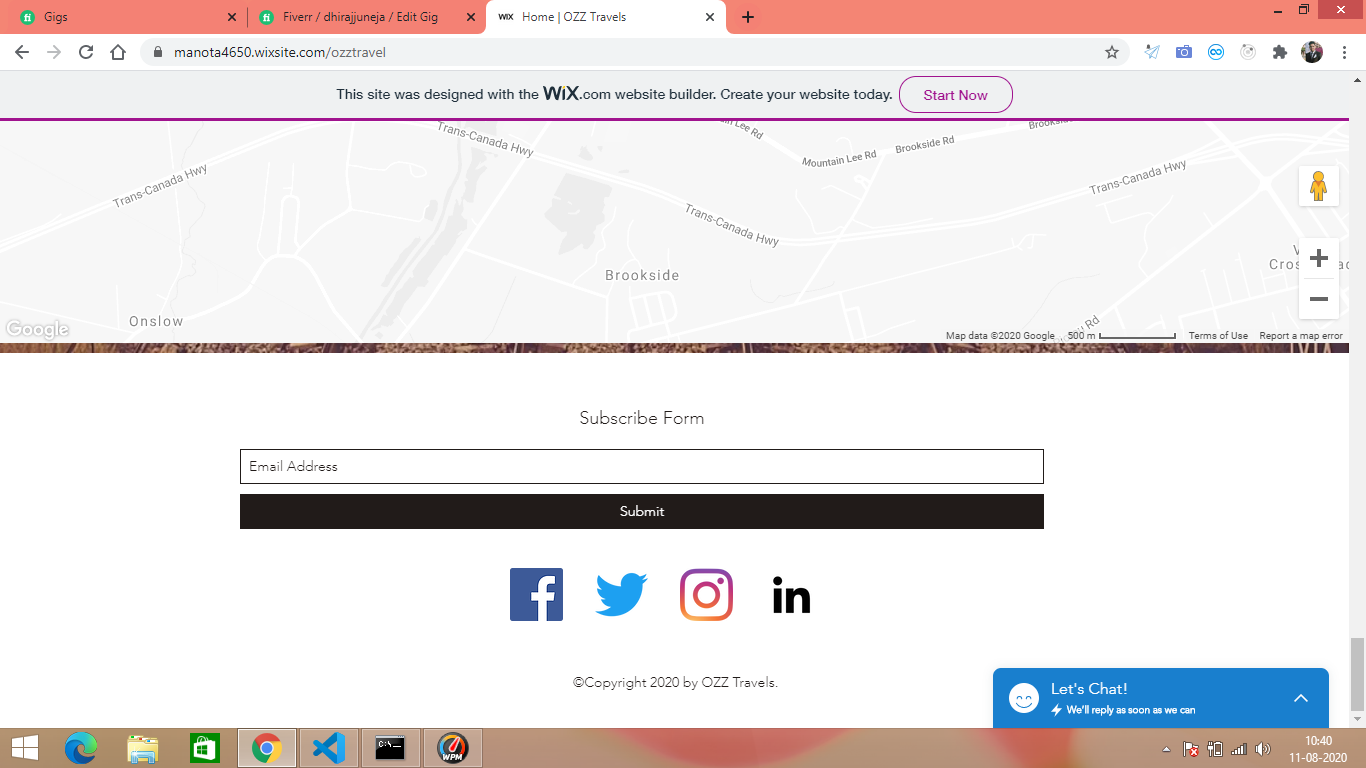 Gigs
Fiverr / dhirajjuneja / Edit Gig
WIX Home | OZZ Travels
manota4650.wixsite.com/ozztravel
This site was designed with the WiX.com website builder. Create your website today.
Start Now
Trans-Canada Hwy
Lee Rd
Brookside
Mountain Lee Rd
Brookside Rd
Trans-Canada Hwy
Trans-Canada Hwy
Trans-Canada Hwy
Brookside
Onslow
Google
Rd
Map data ©2020 Google
500 m
Terms of Use
Report a map error
Subscribe Form
Email Address
Submit
in
©Copyright 2020 by OZZ Travels.
Let's Chat!
We'll reply as soon as we can
WPM
10:40
11-08-2020